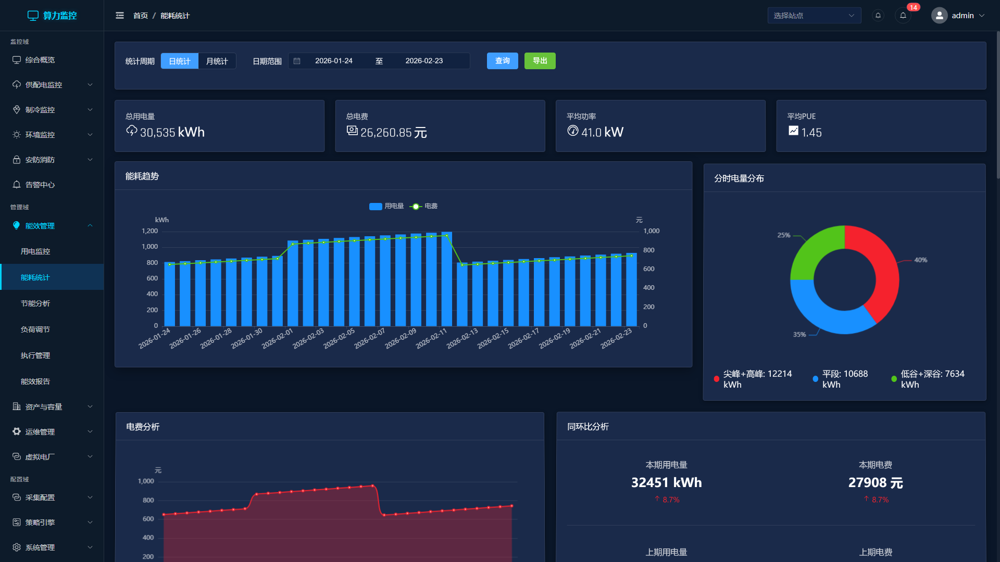 算力监控
首页 / 能耗统计
选择站点
14
admin
监控域
综合概览
供配电监控
制冷监控
环境监控
安防消防
告警中心
管理域
能效管理
用电监控
能耗统计
节能分析
负荷调节
执行管理
能效报告
资产与容量
运维管理
虚拟电厂
配置域
采集配置
策略引擎
系统管理
统计周期 日统计 月统计 日期范围 2026-01-24 至 2026-02-23 查询 导出
总用电量
30,535 kWh
总电费
26,260.85 元
平均功率
41.0 kW
平均PUE
1.45
能耗趋势
用电量 电费
kWh 元
1,200 1,000
1,000
800
800
600
600
400
400
200
200
0
0
2026-01-24 2026-01-26 2026-01-28 2026-01-30 2026-02-01 2026-02-03 2026-02-05 2026-02-07 2026-02-09 2026-02-11 2026-02-13 2026-02-15 2026-02-17 2026-02-19 2026-02-21 2026-02-23
分时电量分布
25%
40%
35%
尖峰+高峰: 12214 kWh
平段: 10688 kWh
低谷+深谷: 7634 kWh
电费分析
元
1,000
800
600
400
200
同环比分析
本期用电量
32451 kWh
↑ 8.7%
本期电费
27908 元
↑ 8.7%
上期用电量
上期电费